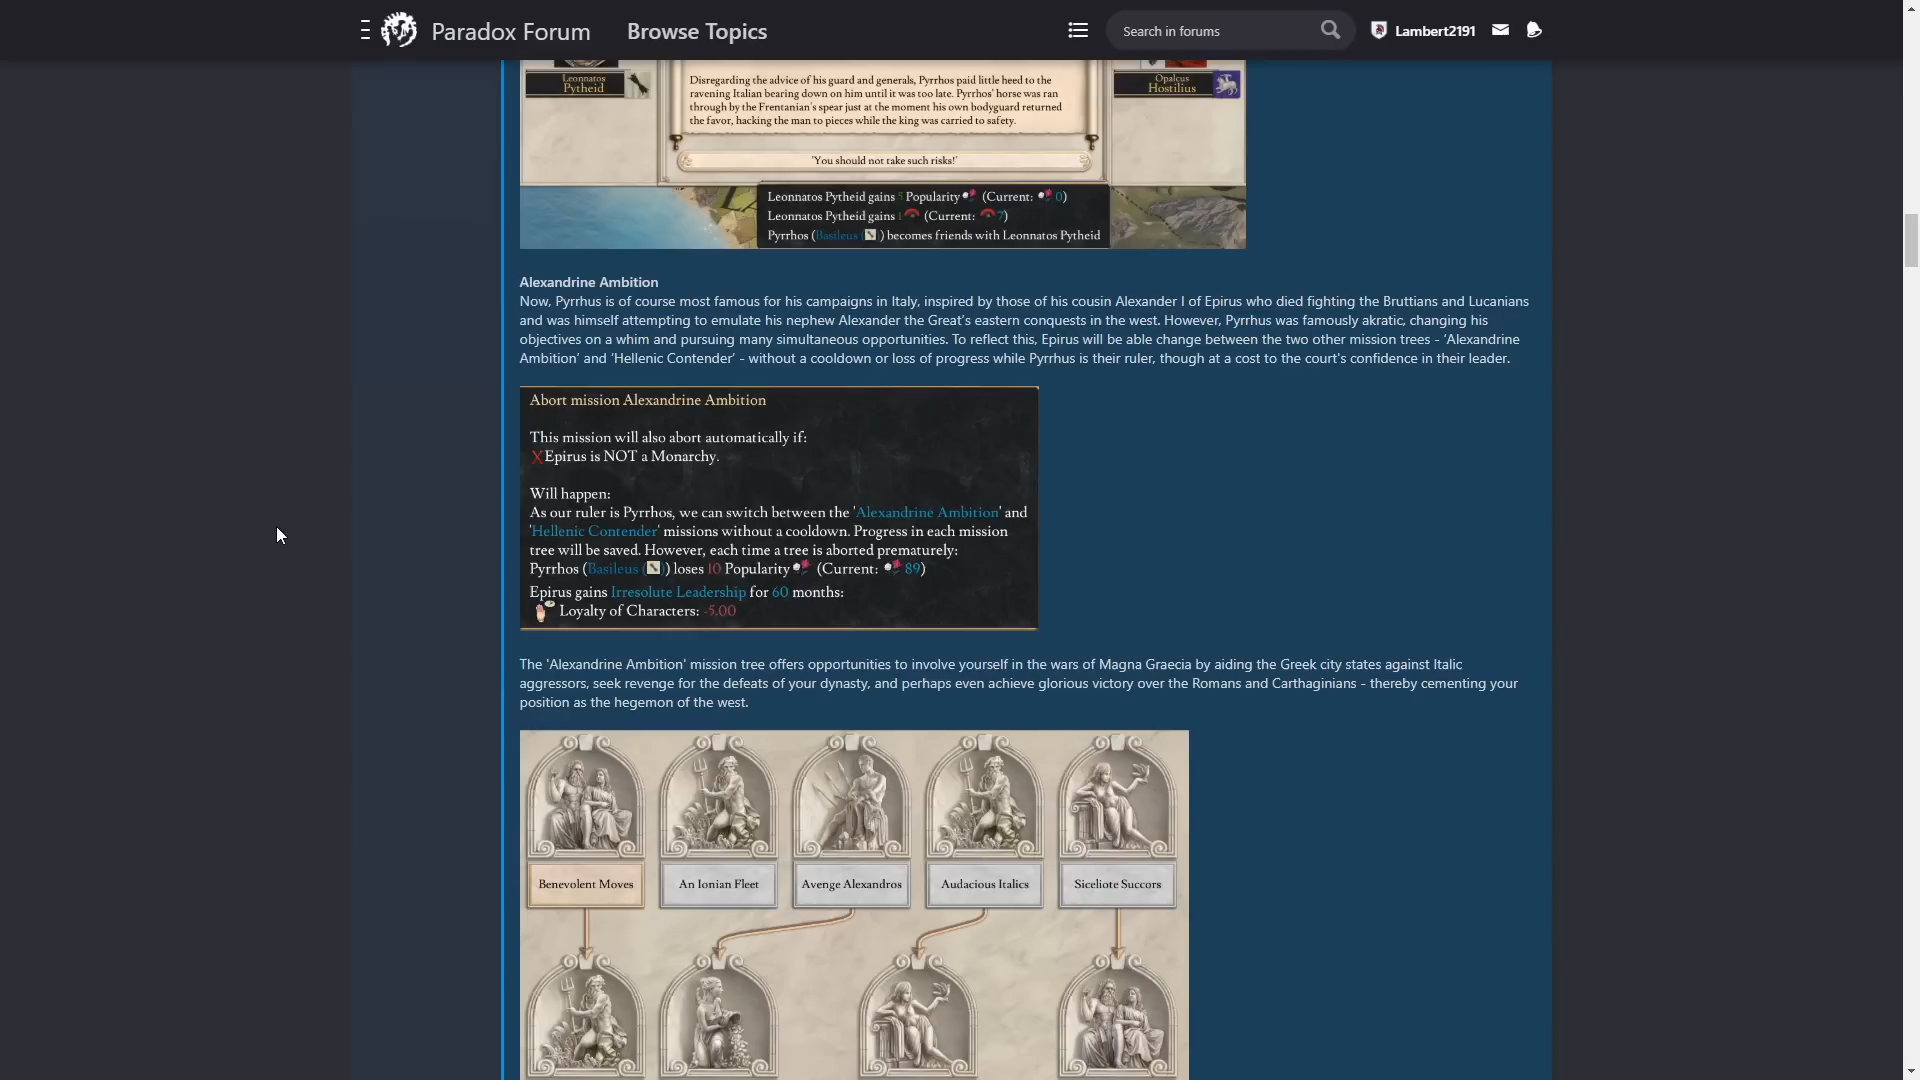 Paradox Forum
Browse Topics
Search in forums
Lambert2191
Leonnatos
Pytheid
Disregarding the advice of his guard and generals, Pyrrhos paid little heed to the
ravening Italian bearing down on him until it was too late. Pyrrhos' horse was ran
through by the Frentanian's spear just at the moment his own bodyguard returned
the favor, hacking the man to pieces while the king was carried to safety.
Opalcus
Hostilius
'You should not take such risks!'
Leonnatos Pytheid gains 5 Popularity (Current: 0)
Leonnatos Pytheid gains 1 (Current: 7)
Pyrrhos (Basileus ) becomes friends with Leonnatos Pytheid
Alexandrine Ambition
Now, Pyrrhus is of course most famous for his campaigns in Italy, inspired by those of his cousin Alexander I of Epirus who died fighting the Bruttians and Lucanians
and was himself attempting to emulate his nephew Alexander the Great's eastern conquests in the west. However, Pyrrhus was famously akratic, changing his
objectives on a whim and pursuing many simultaneous opportunities. To reflect this, Epirus will be able change between the two other mission trees - ‘Alexandrine
Ambition’ and ‘Hellenic Contender’ - without a cooldown or loss of progress while Pyrrhus is their ruler, though at a cost to the court's confidence in their leader.
Abort mission Alexandrine Ambition
This mission will also abort automatically if:
X Epirus is NOT a Monarchy.
Will happen:
As our ruler is Pyrrhos, we can switch between the 'Alexandrine Ambition' and
'Hellenic Contender' missions without a cooldown. Progress in each mission
tree will be saved. However, each time a tree is aborted prematurely:
Pyrrhos (Basileus ) loses 10 Popularity (Current: 89)
Epirus gains Irresolute Leadership for 60 months:
Loyalty of Characters: -5.00
The 'Alexandrine Ambition' mission tree offers opportunities to involve yourself in the wars of Magna Graecia by aiding the Greek city states against Italic
aggressors, seek revenge for the defeats of your dynasty, and perhaps even achieve glorious victory over the Romans and Carthaginians - thereby cementing your
position as the hegemon of the west.
Benevolent Moves
An Ionian Fleet
Avenge Alexandros
Audacious Italics
Siceliote Succors